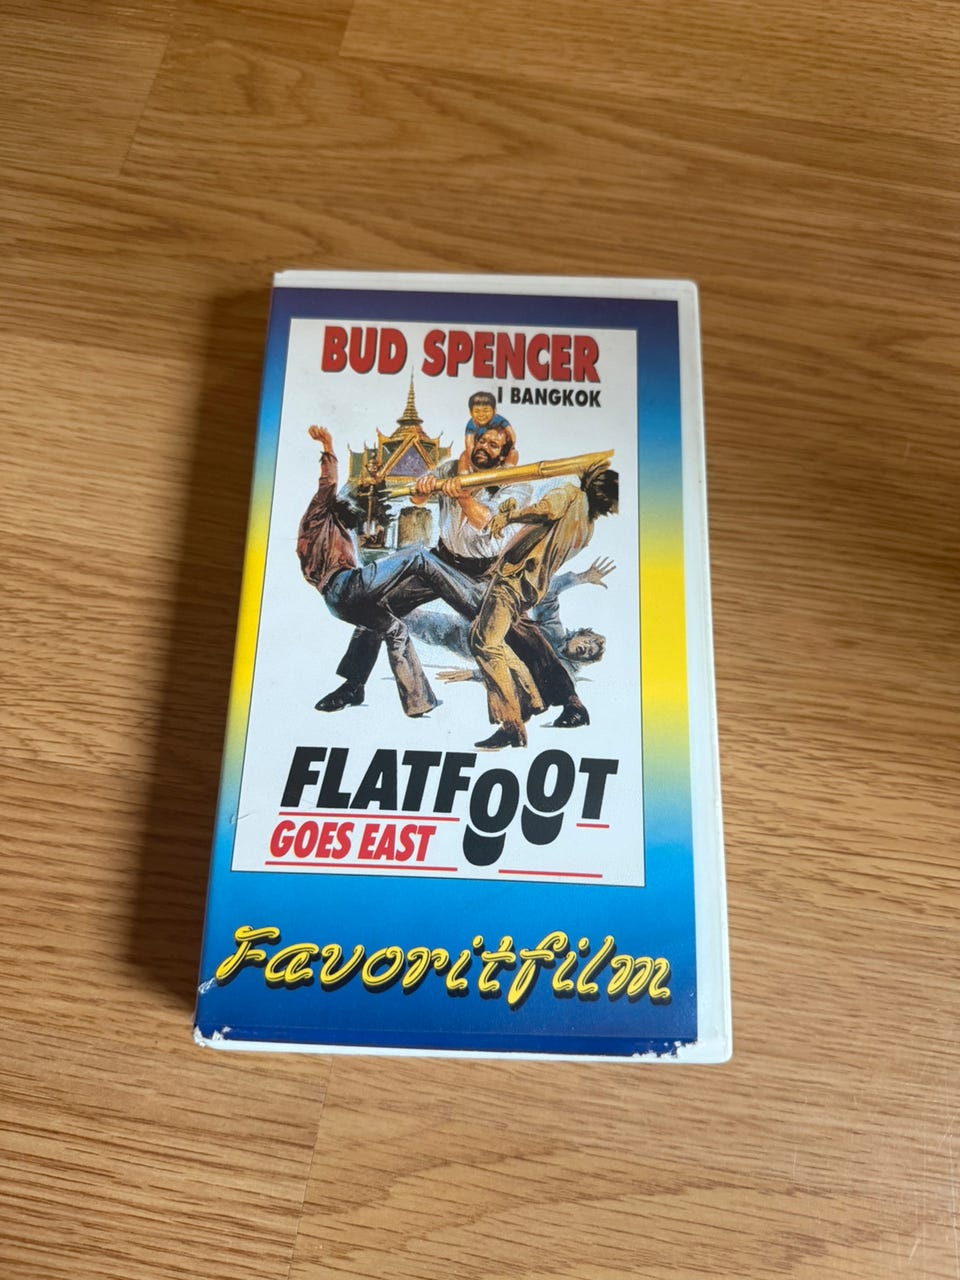 BUD SPENCER
I BANGKOK
FLATFOOT
GOES EAST
Favoritfilm